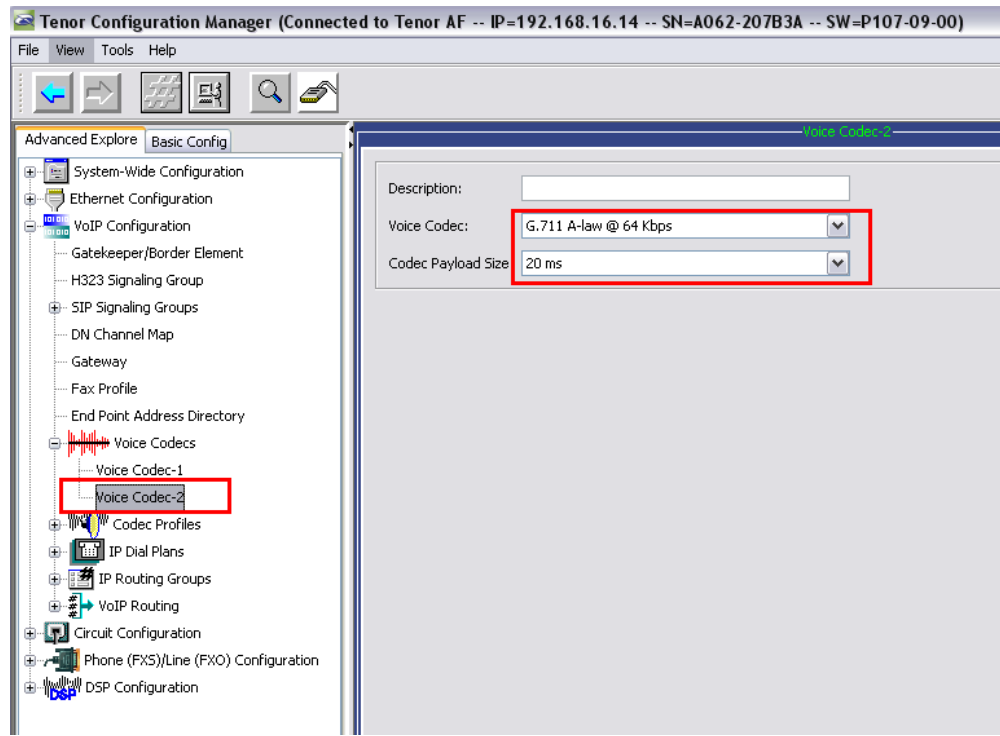 Tenor Configuration Manager (Connected to Tenor AF -- IP=192.168.16.14 -- SN=A062-207B3A -- SW=P107-09-00)
File View Tools Help
Advanced Explore Basic Config
System-Wide Configuration
Ethernet Configuration
VoIP Configuration
Gatekeeper/Border Element
H323 Signaling Group
SIP Signaling Groups
DN Channel Map
Gateway
Fax Profile
End Point Address Directory
Voice Codecs
Voice Codec-1
Voice Codec-2
Codec Profiles
IP Dial Plans
IP Routing Groups
VoIP Routing
Circuit Configuration
Phone (FXS)/Line (FXO) Configuration
DSP
DSP Configuration
Voice Codec-2
Description:
Voice Codec: G.711 A-law @ 64 Kbps
Codec Payload Size 20 ms